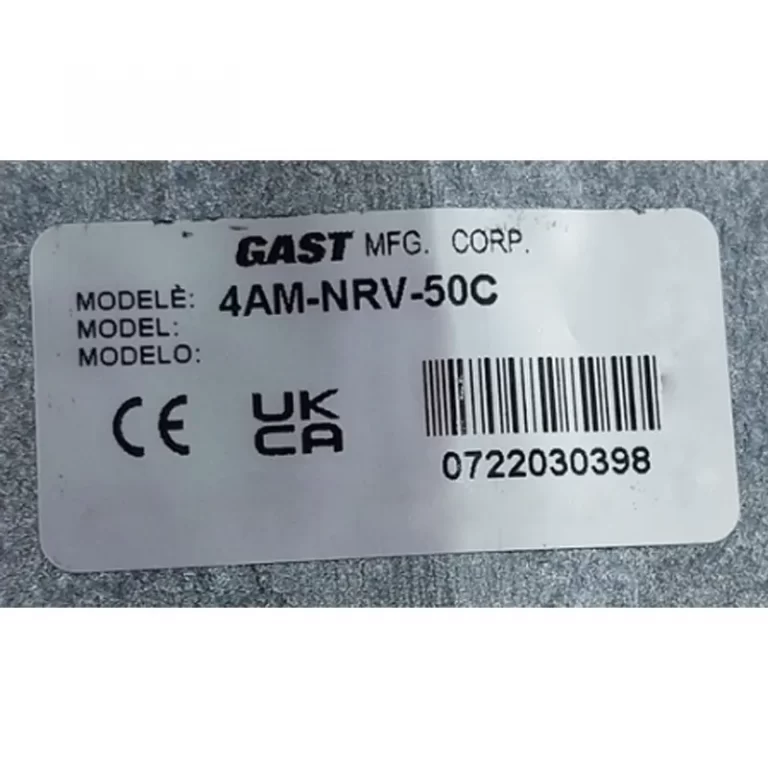 GAST MFG. CORP.
MODELÈ: 4AM-NRV-50C
MODEL:
MODELO:
CE UK CA
0722030398